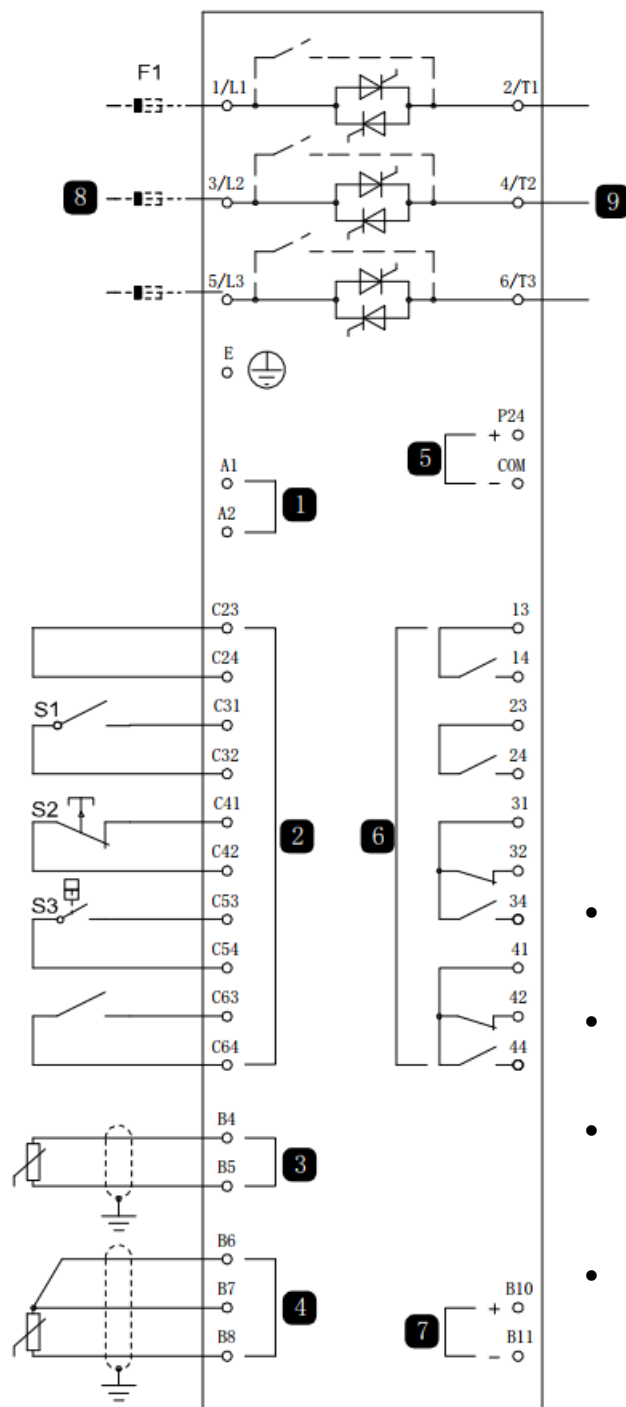 F1
1/L1 2/T1
8 3/L2 4/T2 9
5/L3 6/T3
E
P24
+
5 COM
-
A1
1
A2
C23 13
C24 14
S1 C31 23
C32 24
S2 C41 31
2 6
C42 32
S3 C53 34
C54 41
C63 42
C64 44
B4
3
B5
B6
B7 B10
4 +
7
B8 B11
-